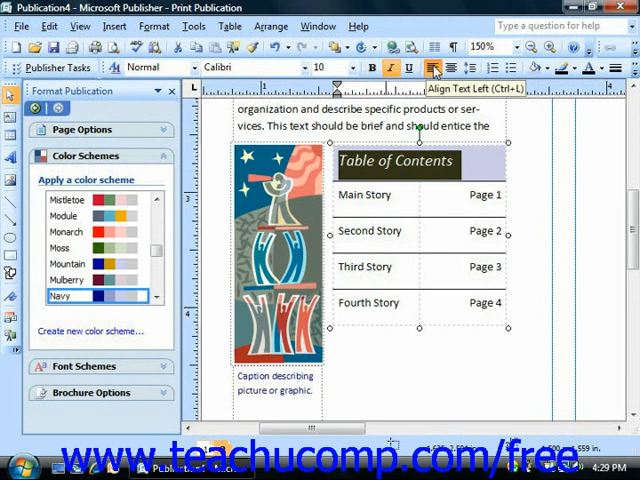 Publication4 - Microsoft Publisher - Print Publication
File Edit View Insert Format Tools Table Arrange Window Help
Type a question for help
150%
Publisher Tasks Normal Calibri 10 B I U
Align Text Left (Ctrl+L)
Format Publication
Page Options
Color Schemes
Apply a color scheme
Mistletoe
Module
Monarch
Moss
Mountain
Mulberry
Navy
Create new color scheme...
Font Schemes
Brochure Options
L
1
3
4
organization and describe specific products or ser-
vices. This text should be brief and should entice the
Table of Contents
Main Story Page 1
Second Story Page 2
Third Story Page 3
Fourth Story Page 4
Caption describing
picture or graphic.
www.teachucomp.com/free
4:29 PM